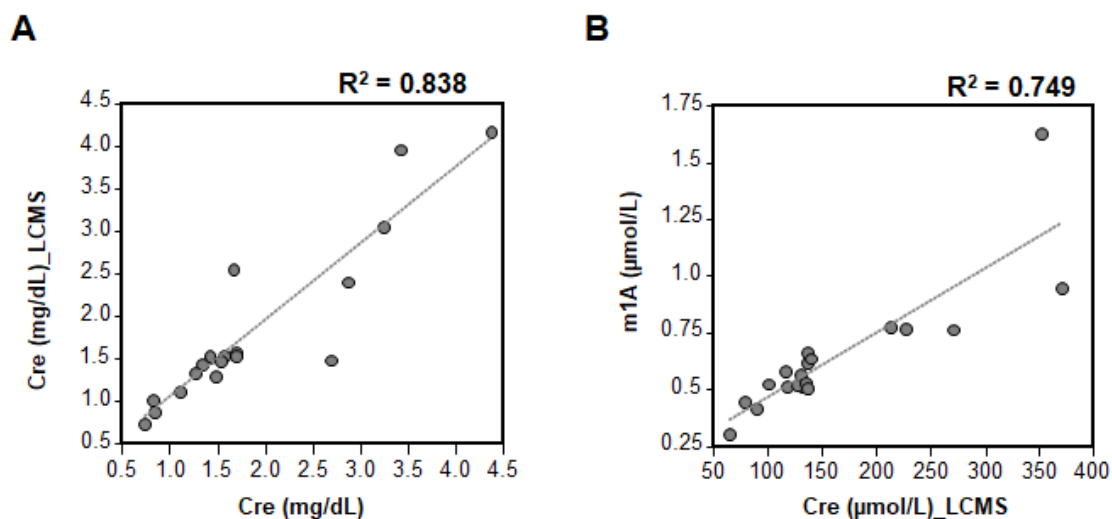 A
R² = 0.838
4.5
4.0
3.5
3.0
2.5
2.0
1.5
1.0
0.5
Cre (mg/dL)_LCMS
0.5 1.0 1.5 2.0 2.5 3.0 3.5 4.0 4.5
Cre (mg/dL)
B
R² = 0.749
1.75
1.5
1.25
1.0
0.75
0.5
0.25
m1A (μmol/L)
50 100 150 200 250 300 350 400
Cre (μmol/L)_LCMS